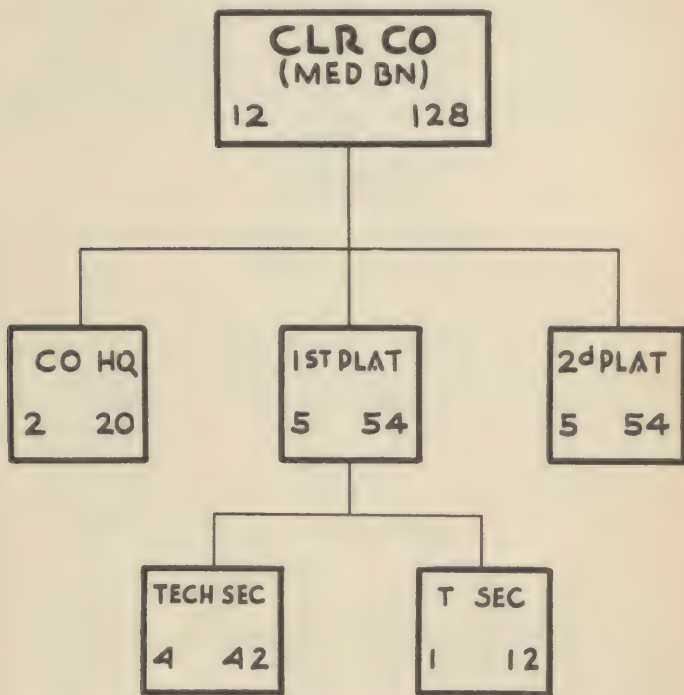 CLR CO
(MED BN)
12 128
CO HQ
2 20
1ST PLAT
5 54
2d PLAT
5 54
TECH SEC
4 42
T SEC
1 12